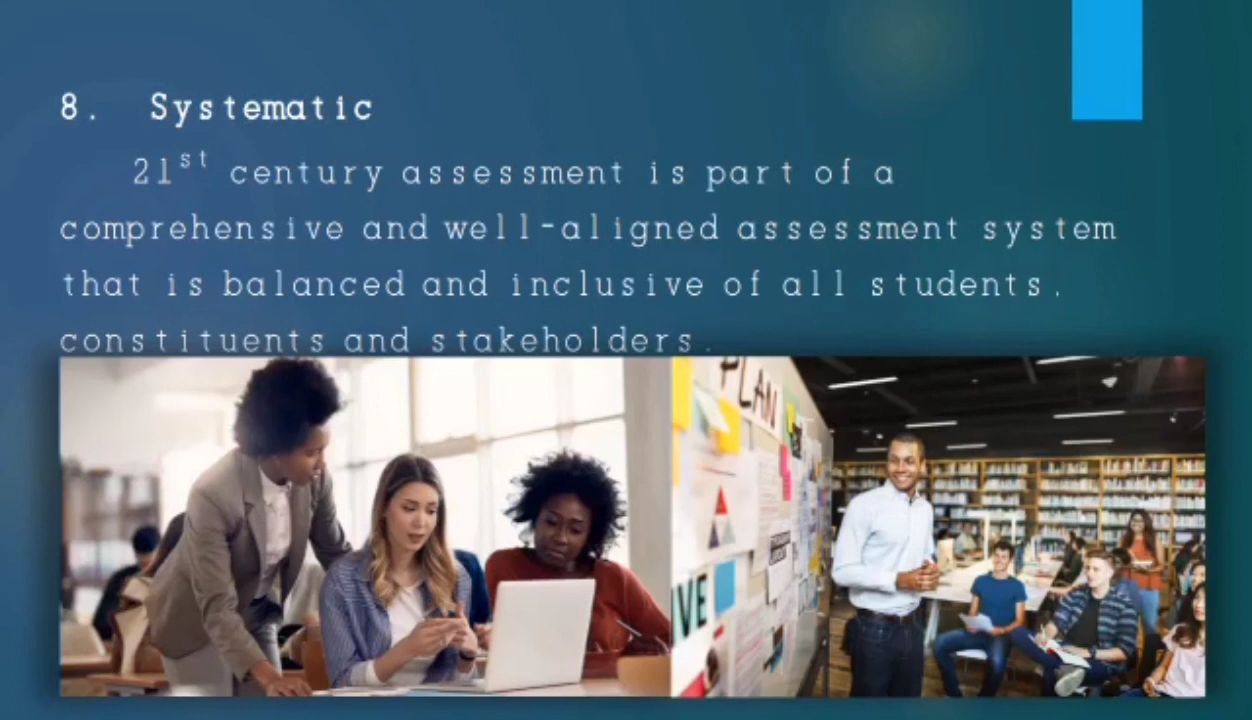 8. Systematic
21st century assessment is part of a
comprehensive and well-aligned assessment system
that is balanced and inclusive of all students,
constituents and stakeholders.
PLAN
IVE